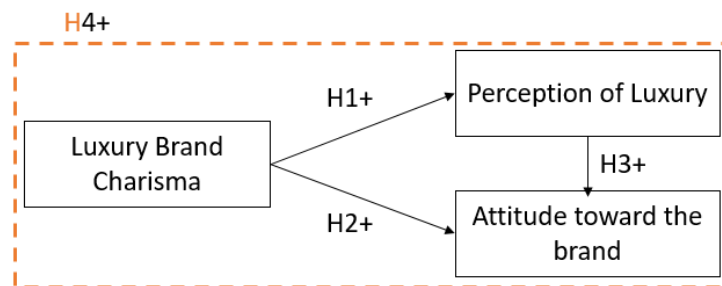 H4+
H1+
Perception of Luxury
Luxury Brand
Charisma
H3+
H2+
Attitude toward the
brand